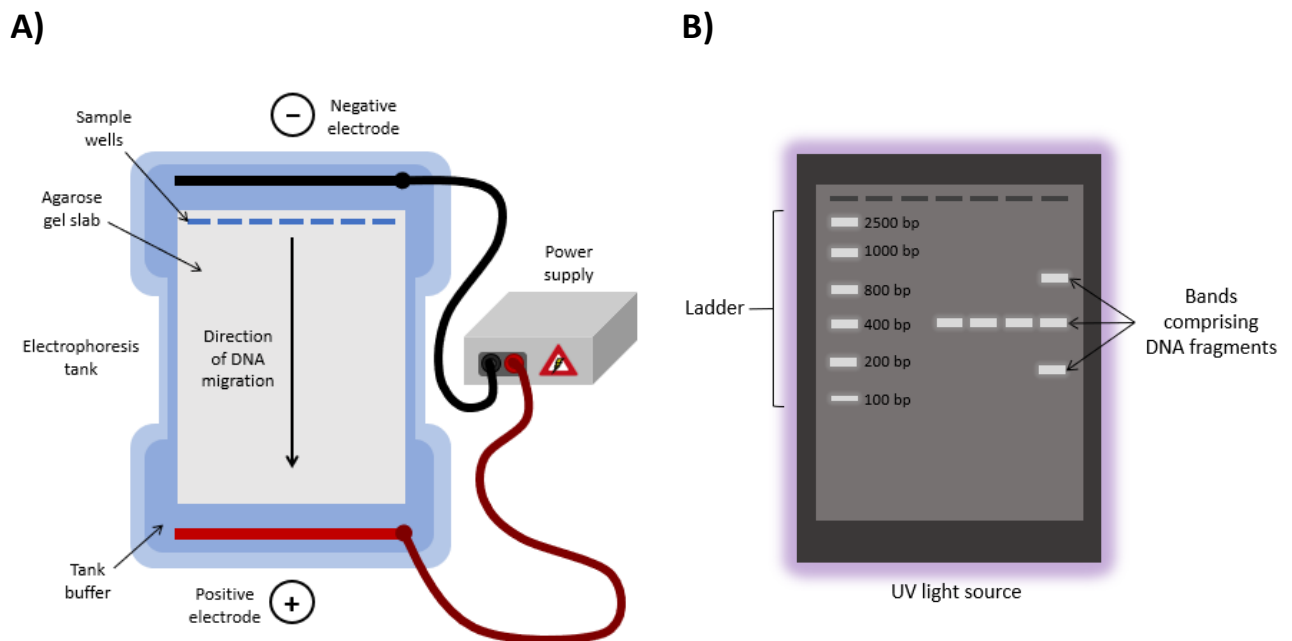 A)
Sample
wells
Agarose
gel slab
Electrophoresis
tank
Tank
buffer
−
Negative
electrode
Direction
of DNA
migration
Positive
electrode
+
Power
supply
B)
Ladder
2500 bp
1000 bp
800 bp
400 bp
200 bp
100 bp
Bands
comprising
DNA fragments
UV light source